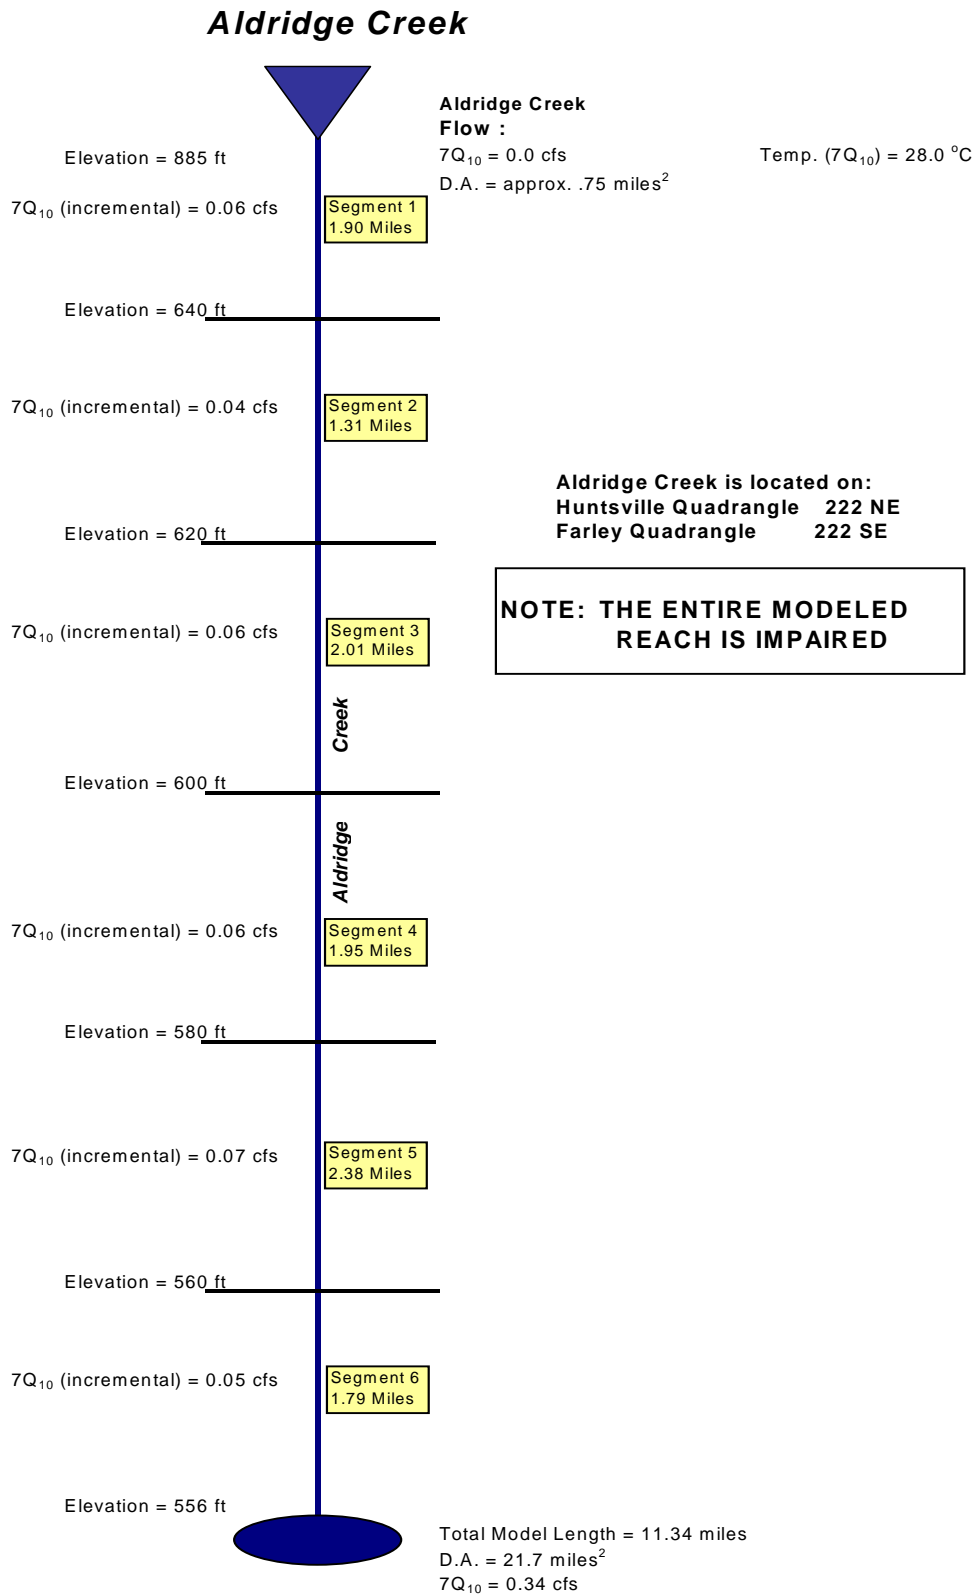 Aldridge Creek
Aldridge Creek
Flow :
Elevation = 885 ft
7Q10 = 0.0 cfs
Temp. (7Q10) = 28.0 °C
D.A. = approx. .75 miles²
7Q10 (incremental) = 0.06 cfs
Segment 1
1.90 Miles
Elevation = 640 ft
7Q10 (incremental) = 0.04 cfs
Segment 2
1.31 Miles
Aldridge Creek is located on:
Huntsville Quadrangle 222 NE
Farley Quadrangle 222 SE
Elevation = 620 ft
NOTE: THE ENTIRE MODELED
REACH IS IMPAIRED
7Q10 (incremental) = 0.06 cfs
Segment 3
2.01 Miles
Aldridge Creek
Elevation = 600 ft
7Q10 (incremental) = 0.06 cfs
Segment 4
1.95 Miles
Elevation = 580 ft
7Q10 (incremental) = 0.07 cfs
Segment 5
2.38 Miles
Elevation = 560 ft
7Q10 (incremental) = 0.05 cfs
Segment 6
1.79 Miles
Elevation = 556 ft
Total Model Length = 11.34 miles
D.A. = 21.7 miles²
7Q10 = 0.34 cfs